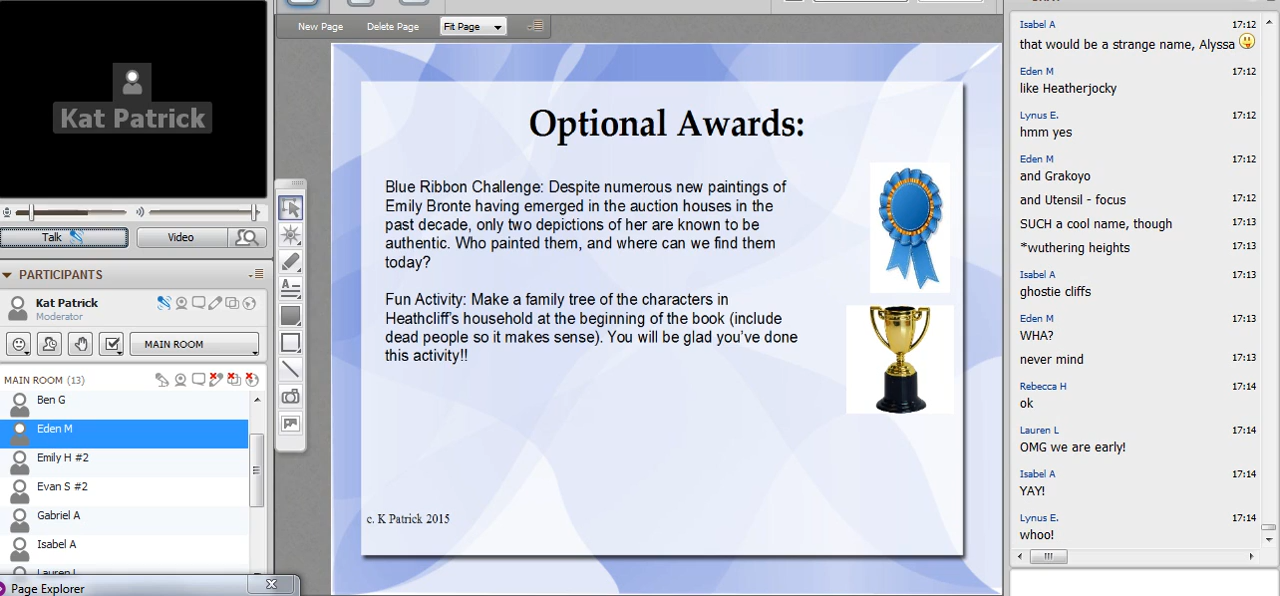 Kat Patrick
Talk
Video
PARTICIPANTS
Kat Patrick
Moderator
MAIN ROOM
MAIN ROOM (13)
Ben G
Eden M
Emily H #2
Evan S #2
Gabriel A
Isabel A
Page Explorer
New Page
Delete Page
Fit Page
Optional Awards:
Blue Ribbon Challenge: Despite numerous new paintings of
Emily Bronte having emerged in the auction houses in the
past decade, only two depictions of her are known to be
authentic. Who painted them, and where can we find them
today?
Fun Activity: Make a family tree of the characters in
Heathcliff's household at the beginning of the book (include
dead people so it makes sense). You will be glad you've done
this activity!!
c. K Patrick 2015
Isabel A 17:12
that would be a strange name, Alyssa
Eden M 17:12
like Heatherjocky
Lynus E. 17:12
hmm yes
Eden M 17:12
and Grakoyo
and Utensil - focus 17:12
SUCH a cool name, though 17:13
*wuthering heights 17:13
Isabel A 17:13
ghostie cliffs
Eden M 17:13
WHA?
never mind 17:13
Rebecca H 17:14
ok
Lauren L 17:14
OMG we are early!
Isabel A 17:14
YAY!
Lynus E. 17:14
whoo!